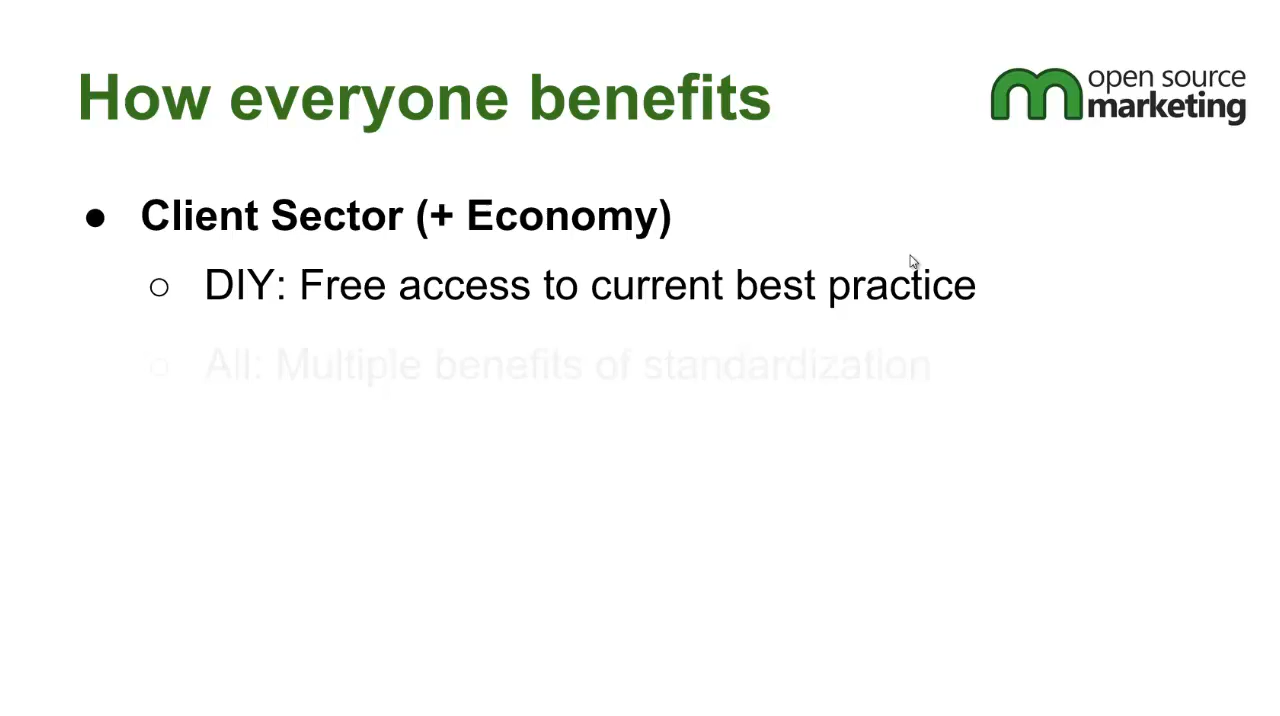 How everyone benefits
open source
marketing
● Client Sector (+ Economy)
○ DIY: Free access to current best practice
○ All: Multiple benefits of standardization